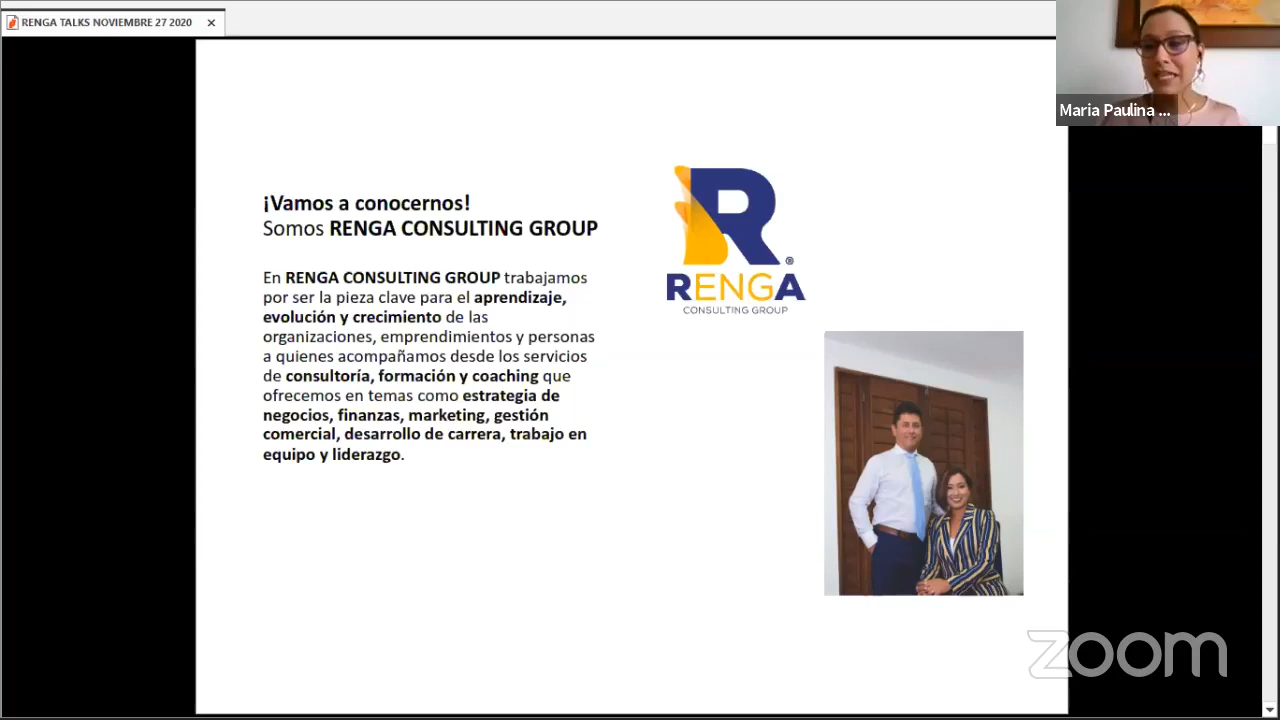 RENGA TALKS NOVIEMBRE 27 2020
Maria Paulina ...
¡Vamos a conocernos!
Somos RENGA CONSULTING GROUP
En RENGA CONSULTING GROUP trabajamos
por ser la pieza clave para el aprendizaje,
evolución y crecimiento de las
organizaciones, emprendimientos y personas
a quienes acompañamos desde los servicios
de consultoría, formación y coaching que
ofrecemos en temas como estrategia de
negocios, finanzas, marketing, gestión
comercial, desarrollo de carrera, trabajo en
equipo y liderazgo.
R®
RENGA
CONSULTING GROUP
zoom